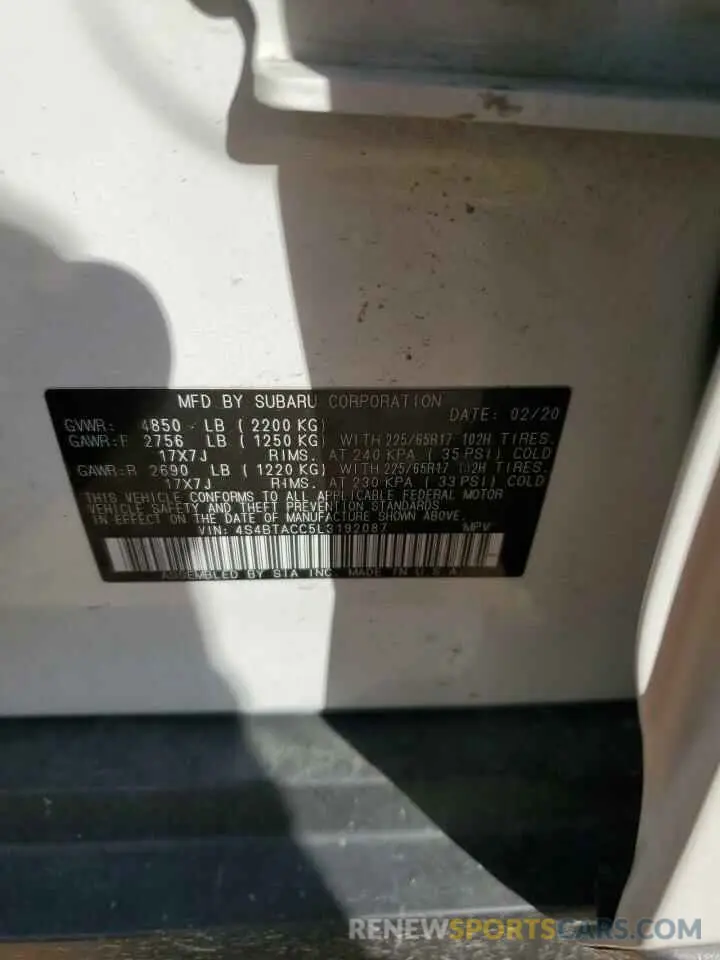 MFD BY SUBARU CORPORATION
DATE: 02/20
GVWR: 4850 LB ( 2200 KG)
GAWR:F 2756 LB ( 1250 KG) WITH 225/65R17 102H TIRES.
17X7J RIMS. AT 240 KPA ( 35 PSI) COLD
GAWR:R 2690 LB ( 1220 KG) WITH 225/65R17 102H TIRES.
17X7J RIMS. AT 230 KPA ( 33 PSI) COLD
THIS VEHICLE CONFORMS TO ALL APPLICABLE FEDERAL MOTOR
VEHICLE SAFETY AND THEFT PREVENTION STANDARDS
IN EFFECT ON THE DATE OF MANUFACTURE SHOWN ABOVE.
VIN: 4S4BTACC5L3192087 MPV
ASSEMBLED BY SIA INC. MADE IN U.S.A.
RENEWSPORTSCARS.COM